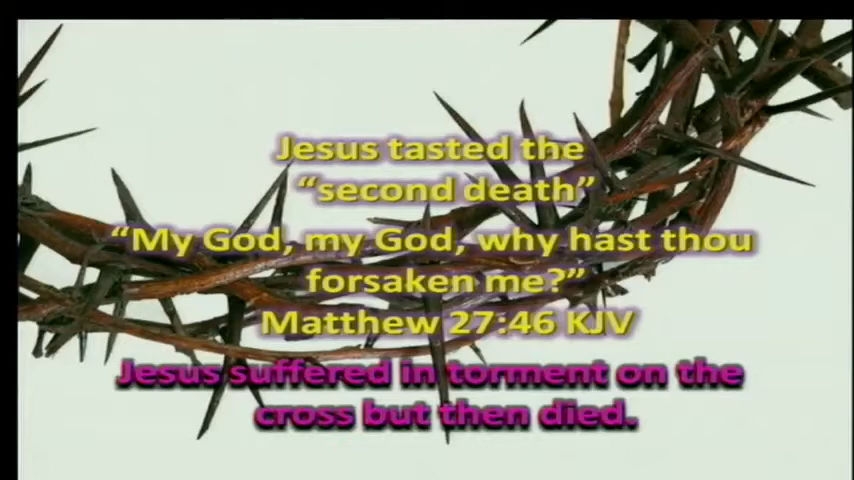 Jesus tasted the
“second death”
“My God, my God, why hast thou
forsaken me?”
Matthew 27:46 KJV
Jesus suffered in torment on the
cross but then died.